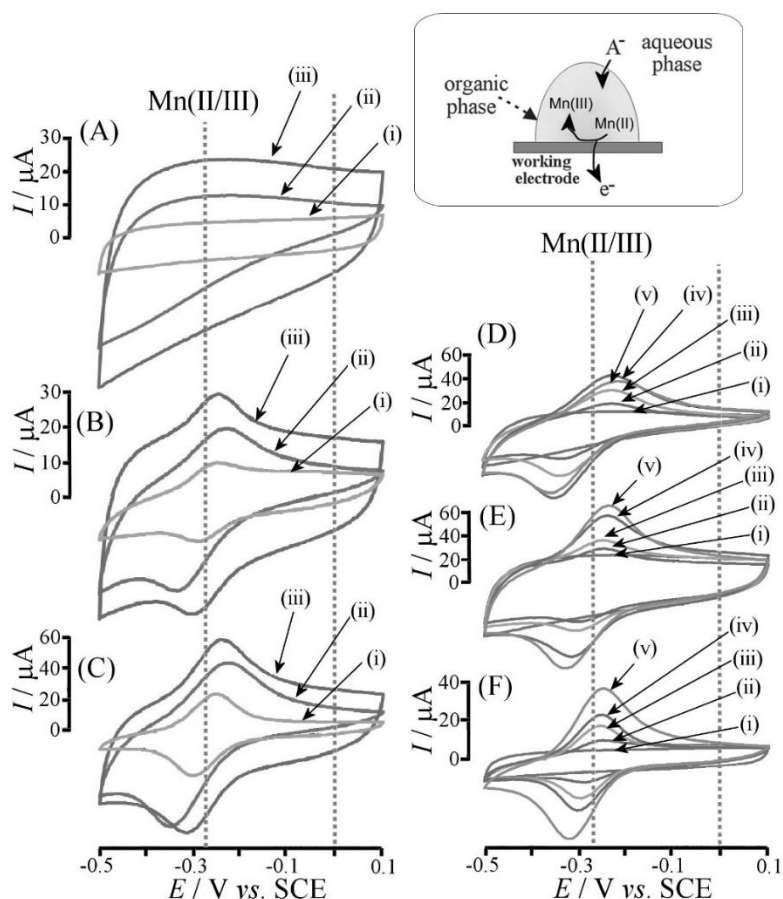 A⁻ aqueous
phase
organic
phase
Mn(III)
Mn(II)
working
electrode
e⁻
Mn(II/III)
(A)
(iii)
(ii)
(i)
30
20
10
0
I / µA
(B)
(iii)
(ii)
(i)
30
20
10
0
I / µA
(C)
(iii)
(ii)
(i)
60
40
20
0
I / µA
-0.5
-0.3
-0.1
0.1
E / V vs. SCE
Mn(II/III)
(D)
(v)
(iv)
(iii)
(ii)
(i)
60
40
20
0
I / µA
(E)
(v)
(iv)
(iii)
(ii)
(i)
60
40
20
0
I / µA
(F)
(v)
(iv)
(iii)
(ii)
(i)
40
20
0
I / µA
-0.5
-0.3
-0.1
0.1
E / V vs. SCE